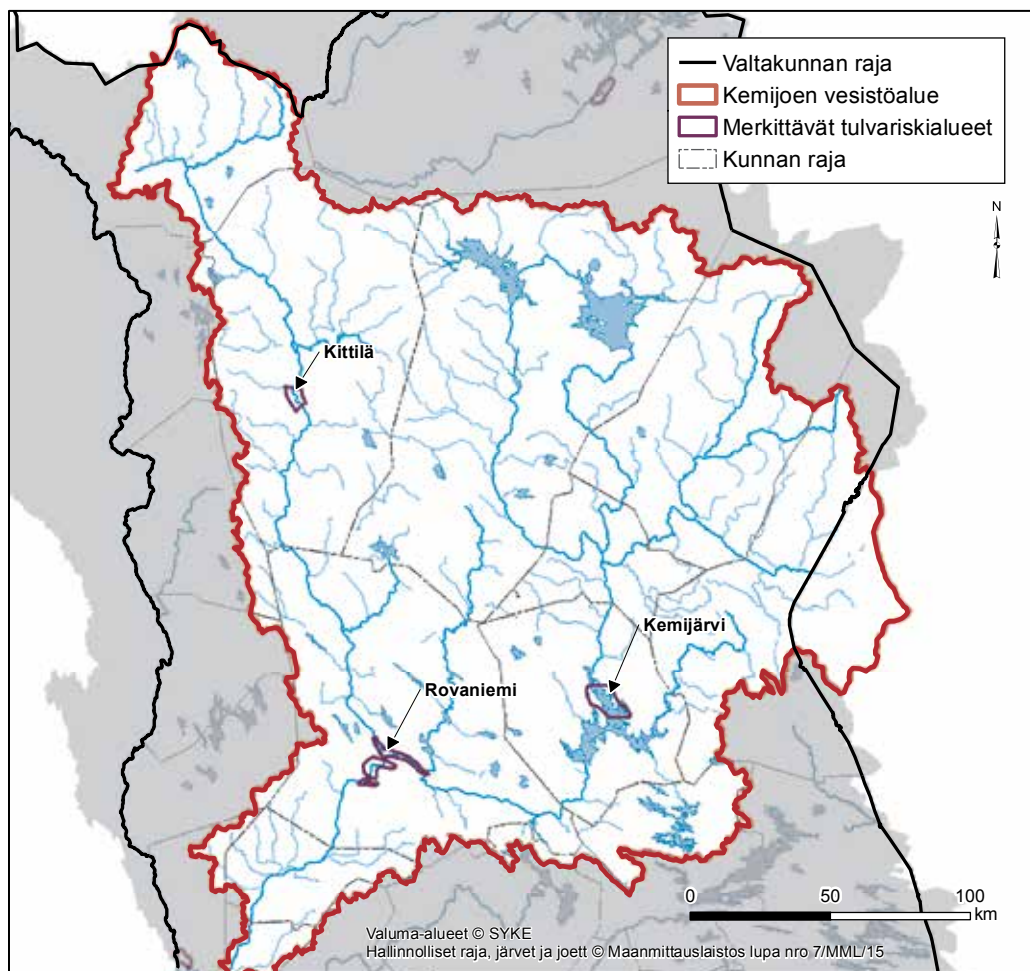 Valtakunnan raja
Kemijoen vesistöalue
Merkittävät tulvariskialueet
Kunnan raja
N
Kittilä
Kemijärvi
Rovaniemi
0 50 100
km
Valuma-alueet © SYKE
Hallinnolliset raja, järvet ja joett © Maanmittauslaistos lupa nro 7/MML/15